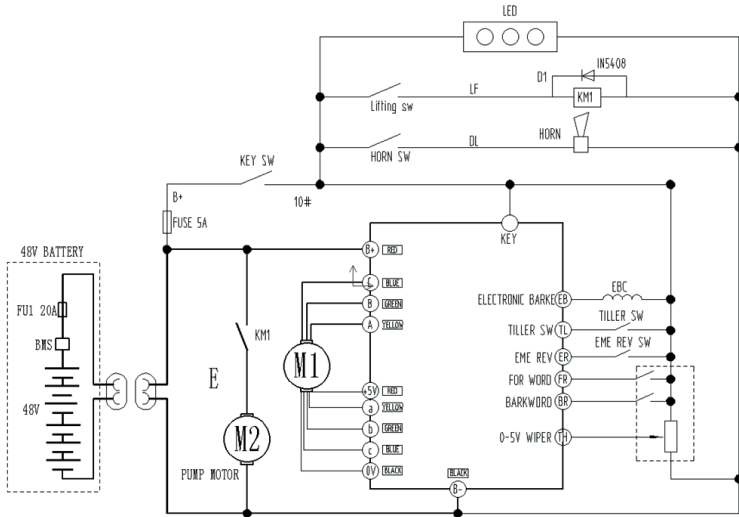 LED
IN5408
D1
Lifting sw
LF
KM1
HORN SW
DL
HORN
KEY SW
B+
10#
FUSE 5A
KEY
48V BATTERY
FU1 20A
BMS
48V
KM1
E
M2
PUMP MOTOR
M1
B+ RED
C BLUE
B GREEN
A YELLOW
+5V RED
a YELLOW
b GREEN
c BLUE
0V BLACK
BLACK
B-
ELECTRONIC BARKE EB
EBC
TILLER SW TL
TILLER SW
EME REV ER
EME REV SW
FOR WORD FR
BARKWORD BR
0-5V WIPER TH